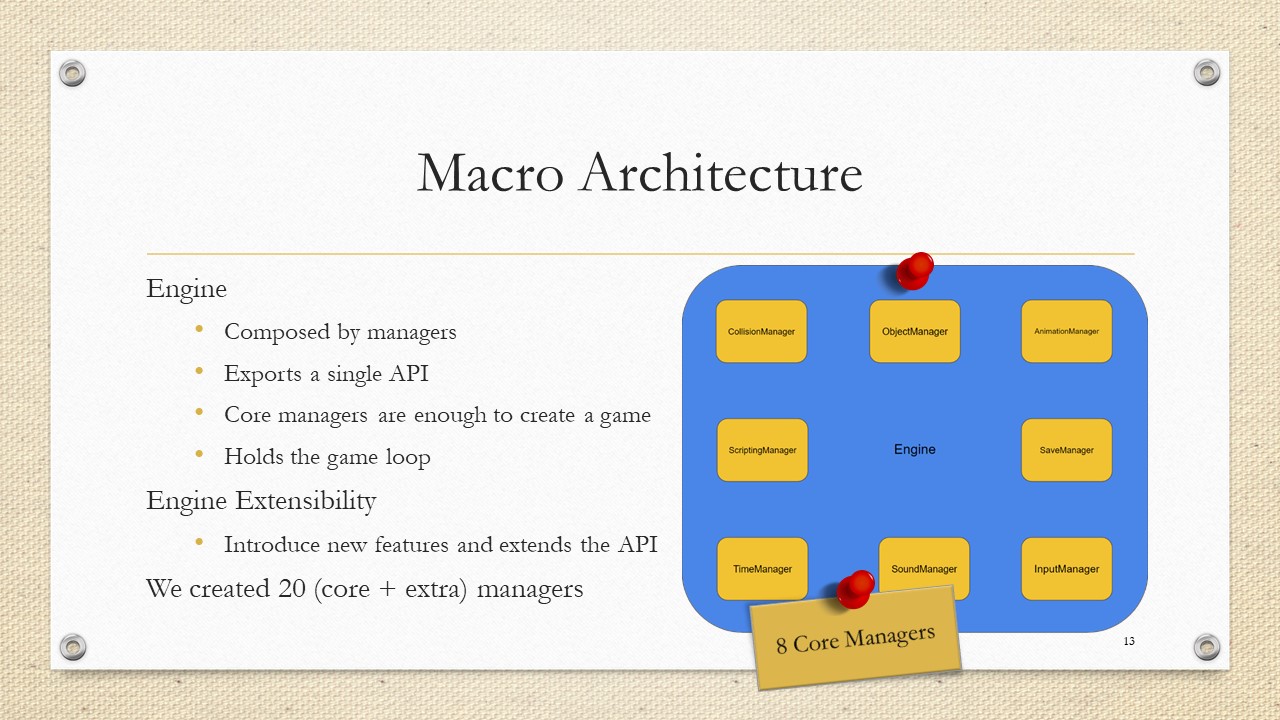 Macro Architecture
Engine
Composed by managers
Exports a single API
Core managers are enough to create a game
Holds the game loop
Engine Extensibility
Introduce new features and extends the API
We created 20 (core + extra) managers
CollisionManager
ObjectManager
AnimationManager
ScriptingManager
Engine
SaveManager
TimeManager
SoundManager
InputManager
8 Core Managers
13